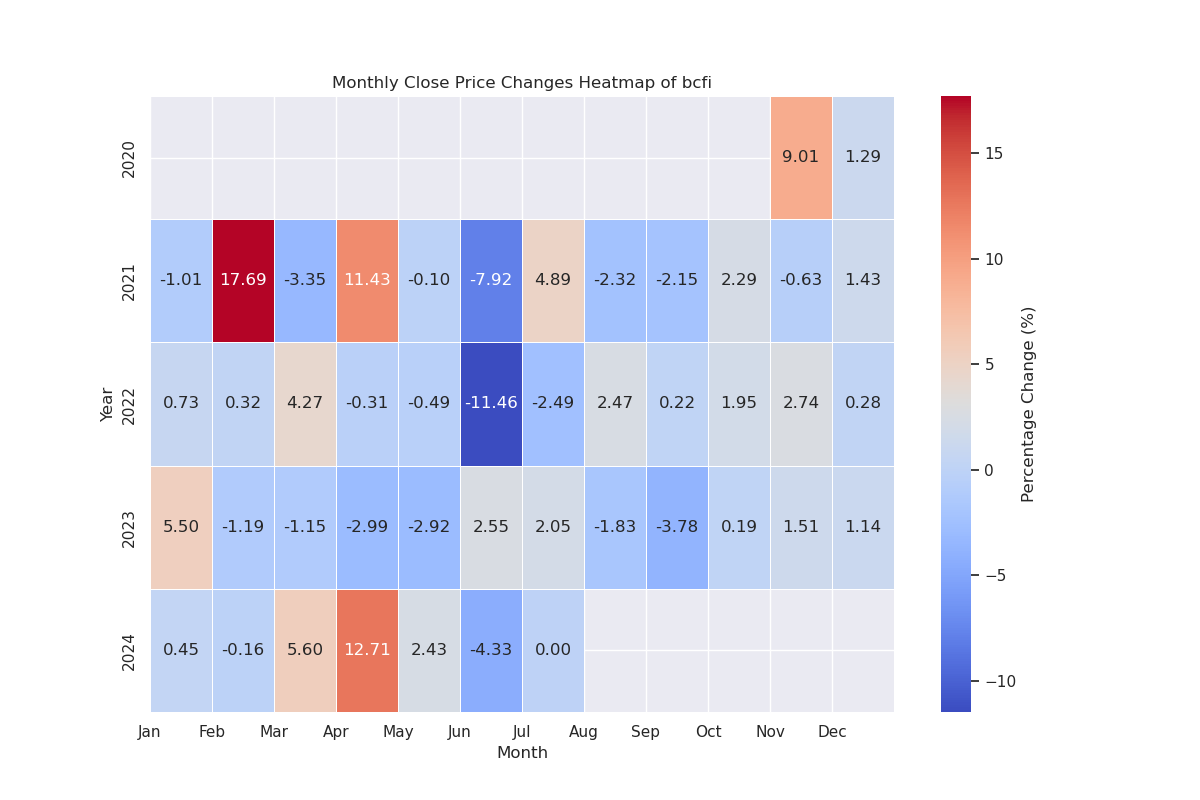 Monthly Close Price Changes Heatmap of bcfi
2020
9.01 1.29
2021
-1.01 17.69 -3.35 11.43 -0.10 -7.92 4.89 -2.32 -2.15 2.29 -0.63 1.43
Year
2022
0.73 0.32 4.27 -0.31 -0.49 -11.46 -2.49 2.47 0.22 1.95 2.74 0.28
2023
5.50 -1.19 -1.15 -2.99 -2.92 2.55 2.05 -1.83 -3.78 0.19 1.51 1.14
2024
0.45 -0.16 5.60 12.71 2.43 -4.33 0.00
Jan Feb Mar Apr May Jun Jul Aug Sep Oct Nov Dec
Month
15
10
5
0
−5
−10
Percentage Change (%)